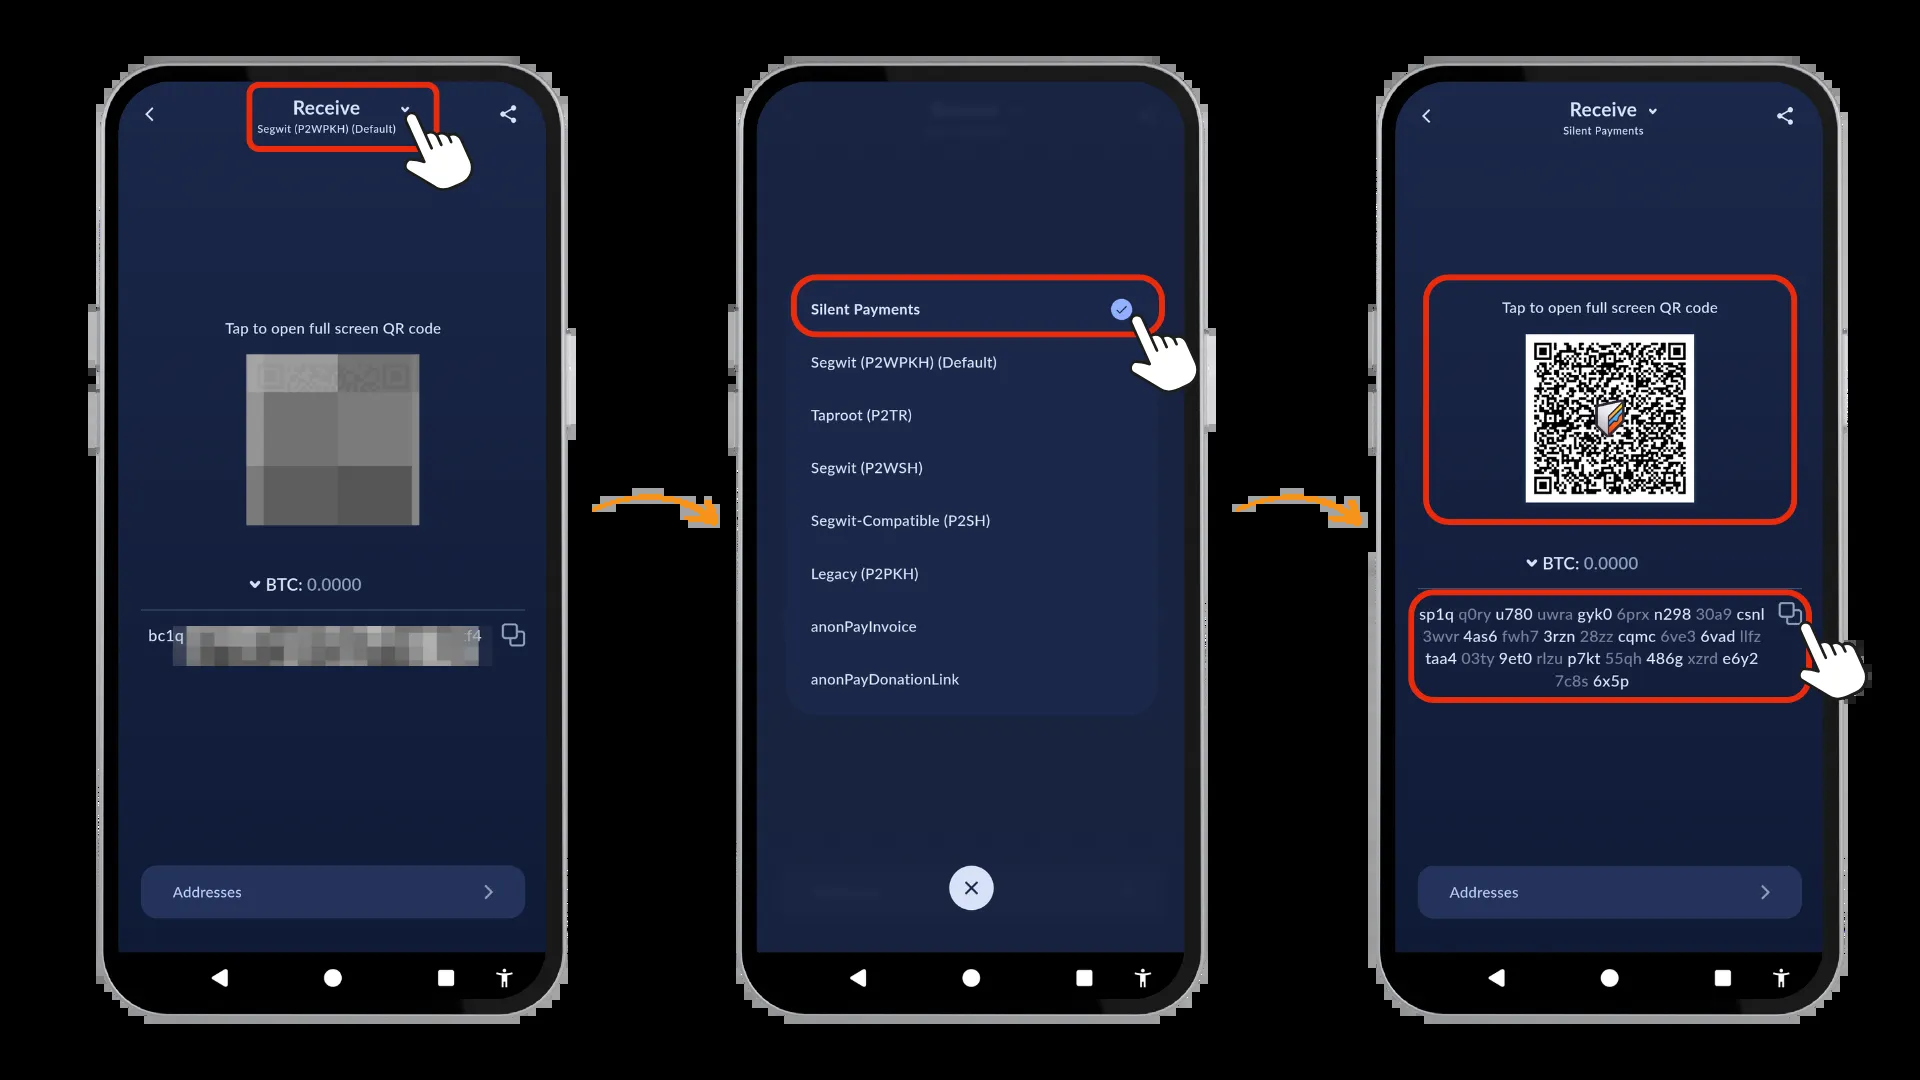 Receive
Segwit (P2WPKH) (Default)
Tap to open full screen QR code
BTC: 0.0000
bc1q f4
Addresses
Silent Payments
Segwit (P2WPKH) (Default)
Taproot (P2TR)
Segwit (P2WSH)
Segwit-Compatible (P2SH)
Legacy (P2PKH)
anonPayInvoice
anonPayDonationLink
Receive
Silent Payments
Tap to open full screen QR code
BTC: 0.0000
sp1q q0ry u780 uwra gyk0 6prx n298 30a9 csnl
3wvr 4as6 fwh7 3rzn 28zz cqmc 6ve3 6vad llfz
taa4 03ty 9et0 rlzu p7kt 55qh 486g xzrd e6y2
7c8s 6x5p
Addresses